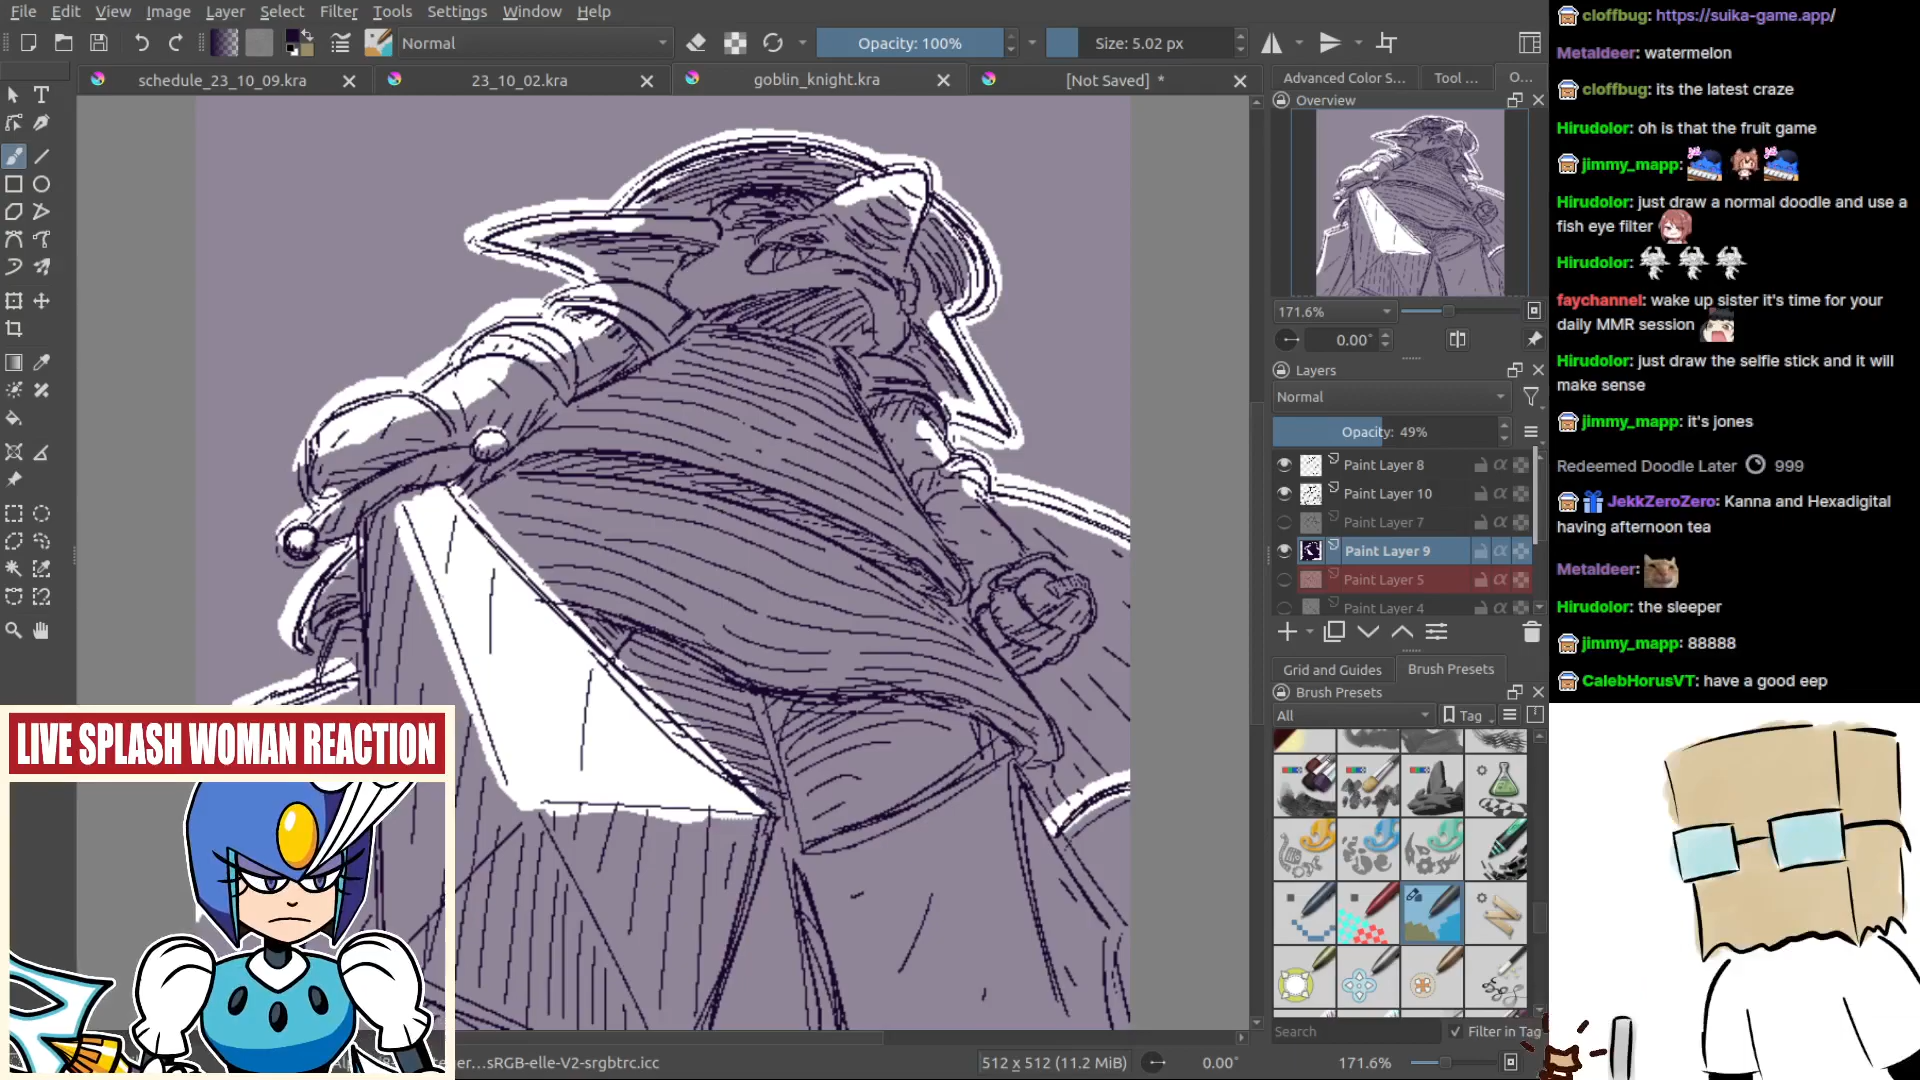 File Edit View Image Layer Select Filter Tools Settings Window Help
Normal
Opacity: 100%
Size: 5.02 px
schedule_23_10_09.kra
23_10_02.kra
goblin_knight.kra
[Not Saved] *
Advanced Color S...
Tool ...
O...
Overview
171.6%
0.00°
Layers
Normal
Opacity: 49%
Paint Layer 8
Paint Layer 10
Paint Layer 7
Paint Layer 9
Paint Layer 5
Paint Layer 4
Grid and Guides
Brush Presets
Brush Presets
All
Tag
Search
Filter in Tag
sRGB-elle-V2-srgbtrc.icc
512 x 512 (11.2 MiB)
0.00°
171.6%
LIVE SPLASH WOMAN REACTION
cloffbug: https://suika-game.app/
Metaldeer: watermelon
cloffbug: its the latest craze
Hirudolor: oh is that the fruit game
jimmy_mapp:
Hirudolor: just draw a normal doodle and use a
fish eye filter
Hirudolor:
faychannel: wake up sister it's time for your
daily MMR session
Hirudolor: just draw the selfie stick and it will
make sense
jimmy_mapp: it's jones
Redeemed Doodle Later 999
JekkZeroZero: Kanna and Hexadigital
having afternoon tea
Metaldeer:
Hirudolor: the sleeper
jimmy_mapp: 88888
CalebHorusVT: have a good eep